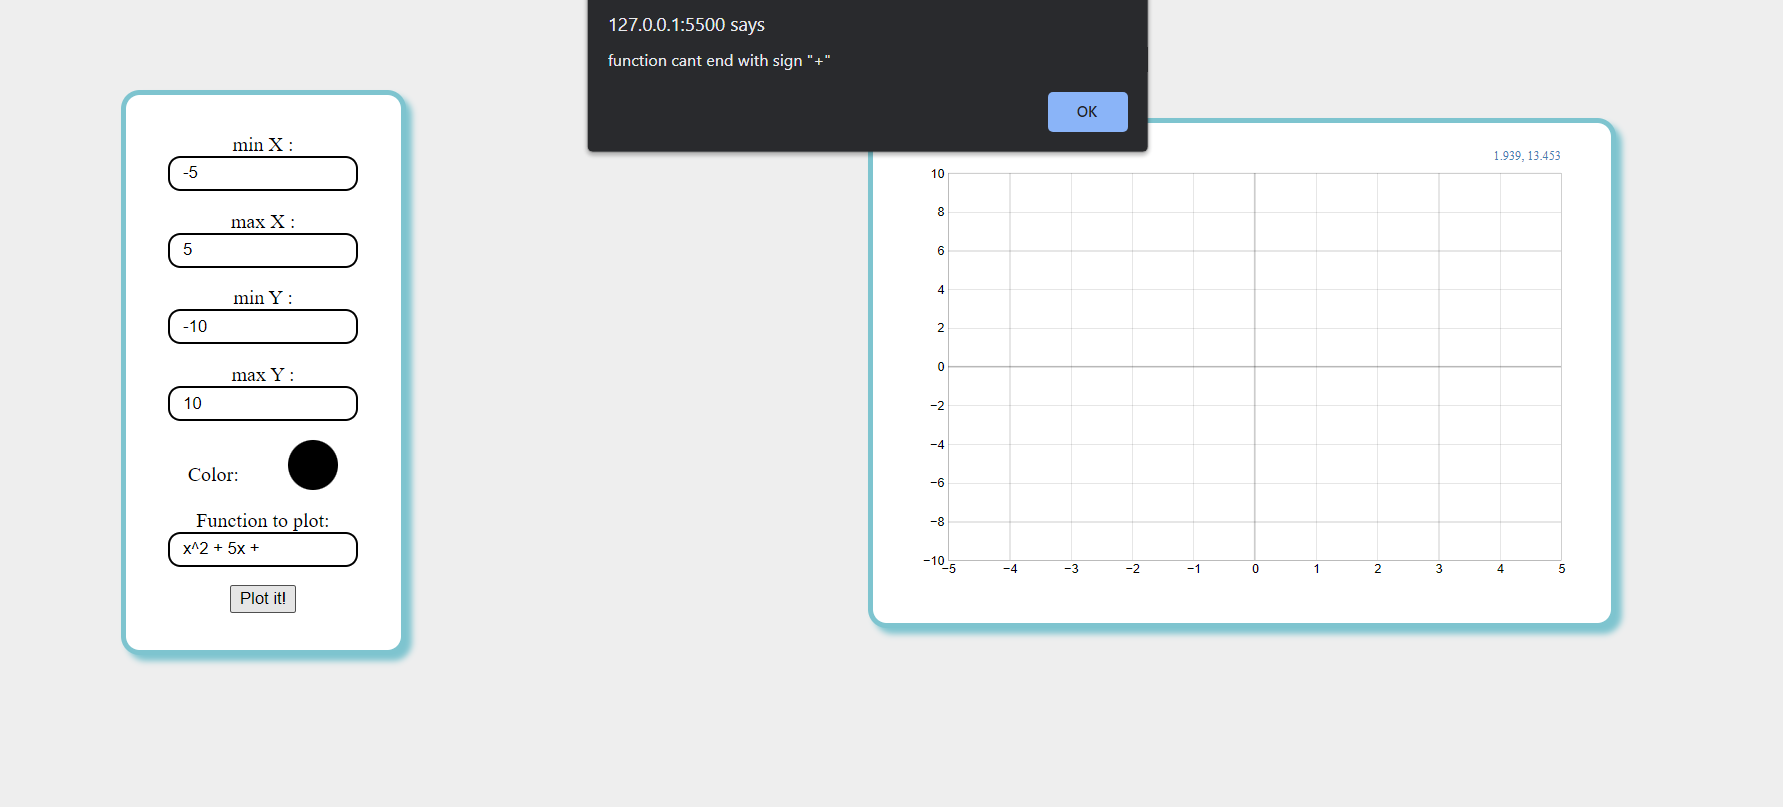 127.0.0.1:5500 says
function cant end with sign "+"
OK
min X :
-5
max X :
5
min Y :
-10
max Y :
10
Color:
Function to plot:
x^2 + 5x +
Plot it!
1.939, 13.453
10
8
6
4
2
0
−2
−4
−6
−8
−10
−5 −4 −3 −2 −1 0 1 2 3 4 5